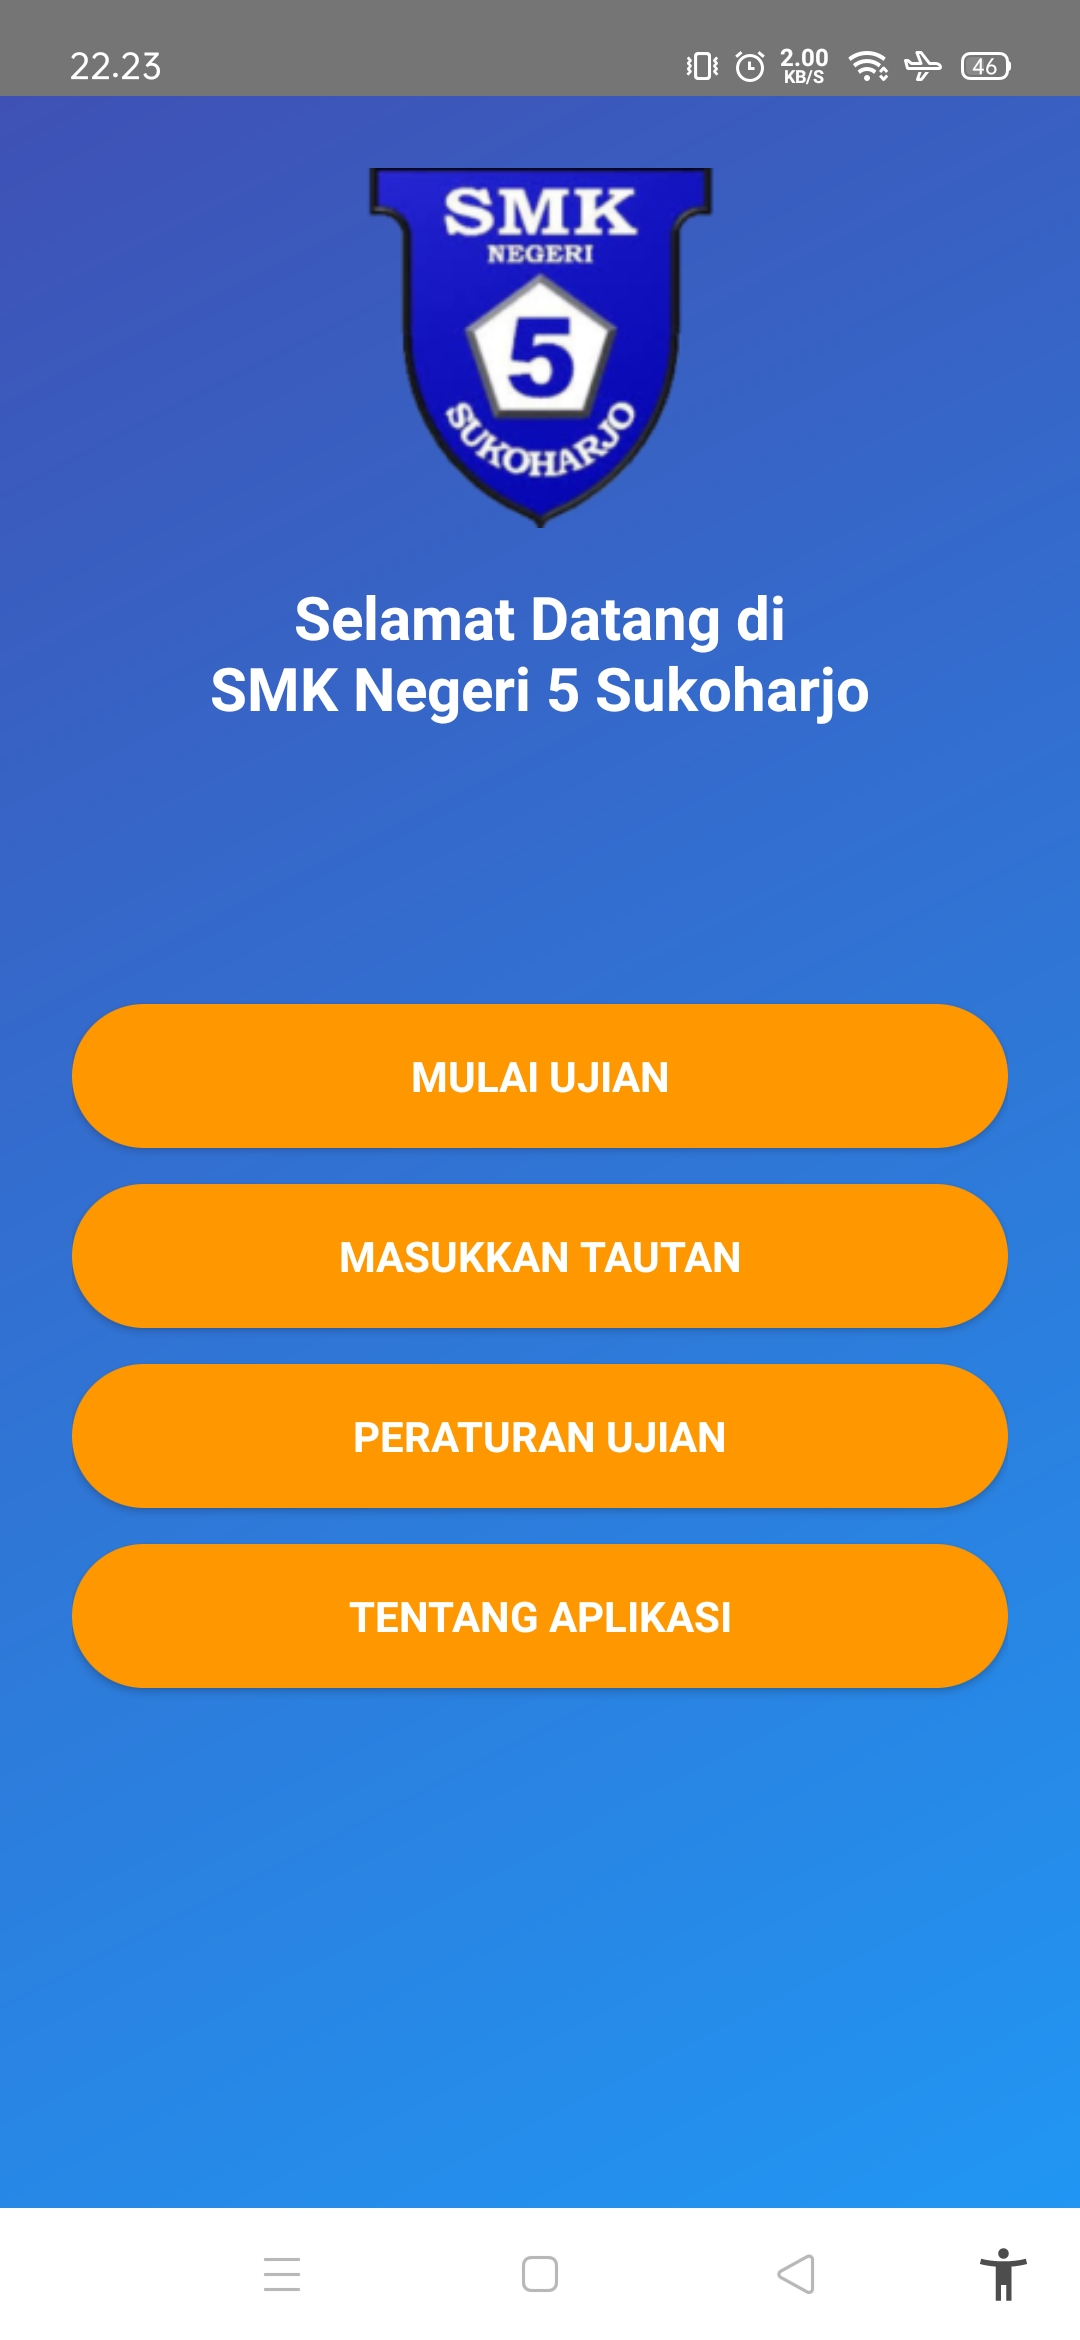 22.23
2.00
KB/S
46
SMK
NEGERI
5
SUKOHARJO
Selamat Datang di
SMK Negeri 5 Sukoharjo
MULAI UJIAN
MASUKKAN TAUTAN
PERATURAN UJIAN
TENTANG APLIKASI